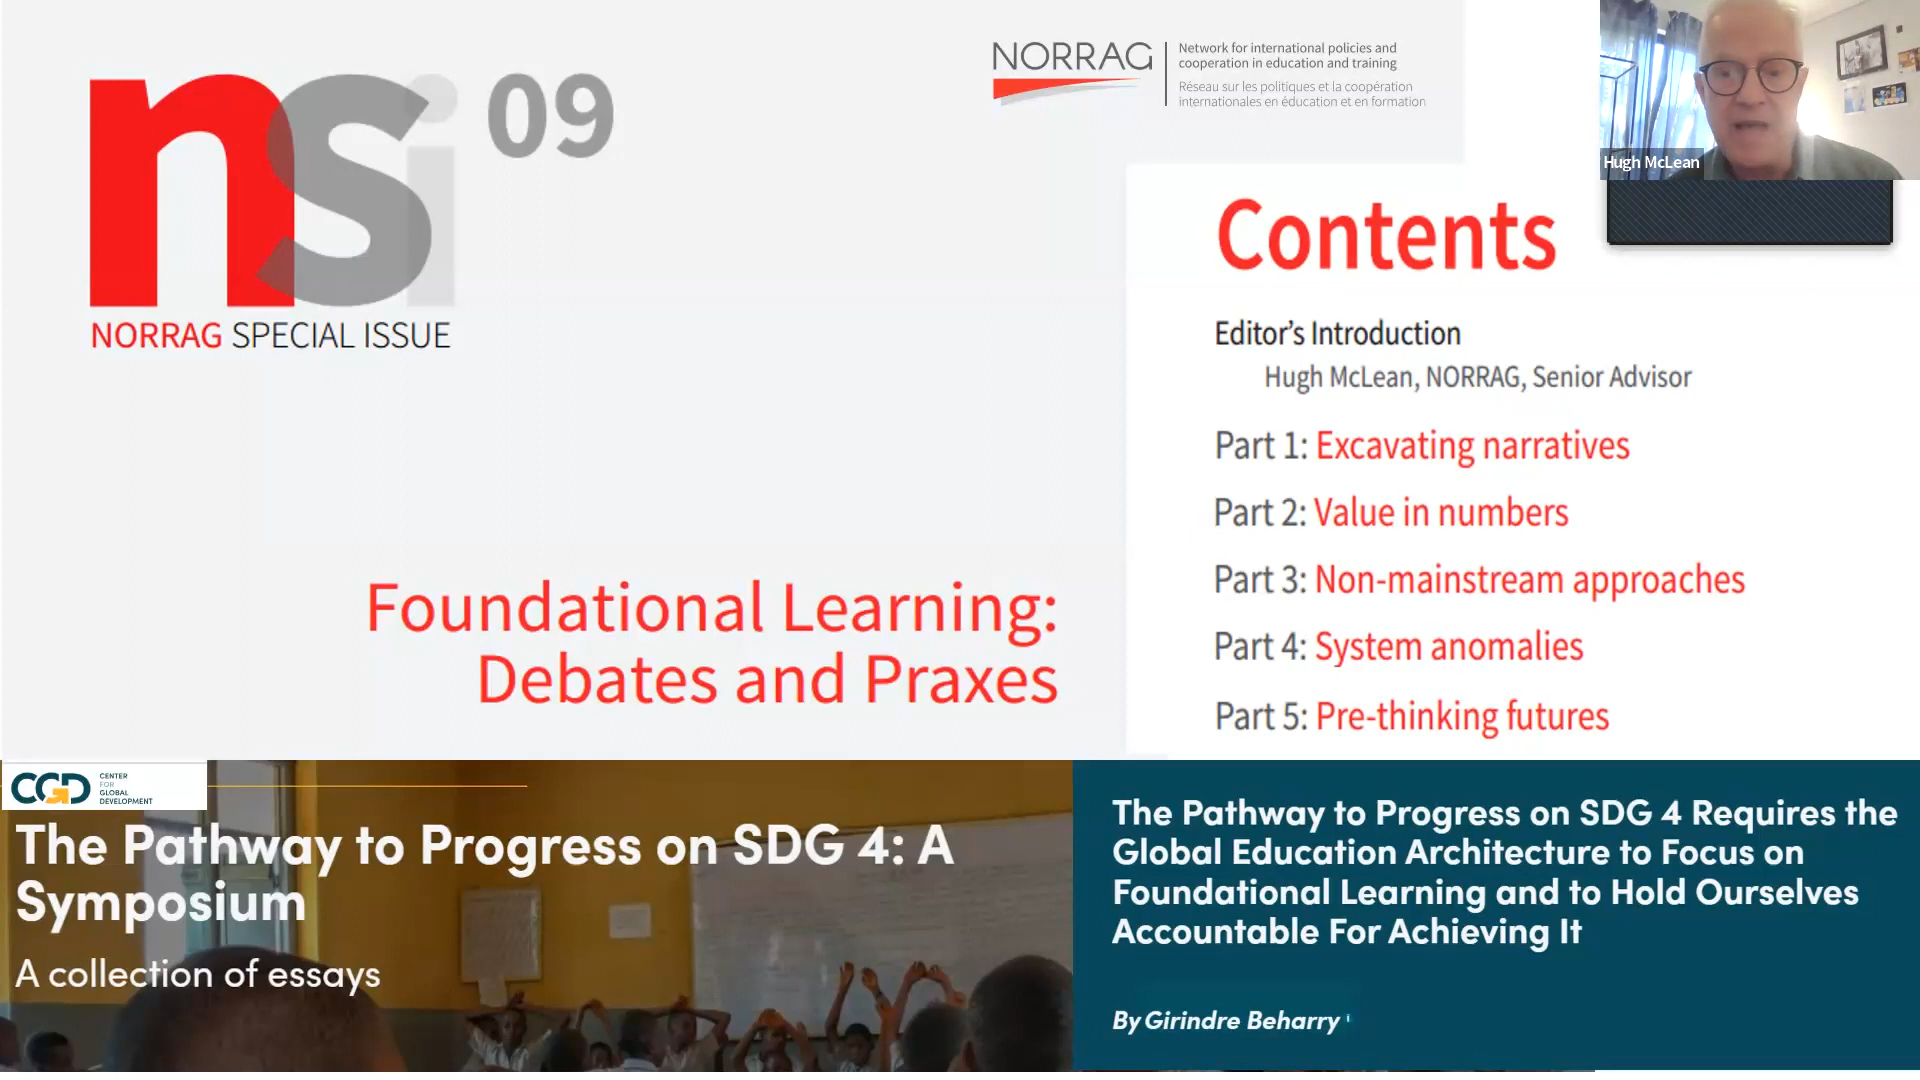 nsi 09
NORRAG SPECIAL ISSUE
NORRAG
Network for international policies and
cooperation in education and training
Réseau sur les politiques et la coopération
internationales en éducation et en formation
Hugh McLean
Foundational Learning:
Debates and Praxes
Contents
Editor's Introduction
Hugh McLean, NORRAG, Senior Advisor
Part 1: Excavating narratives
Part 2: Value in numbers
Part 3: Non-mainstream approaches
Part 4: System anomalies
Part 5: Pre-thinking futures
CGD
CENTER
FOR
GLOBAL
DEVELOPMENT
The Pathway to Progress on SDG 4: A
Symposium
A collection of essays
The Pathway to Progress on SDG 4 Requires the
Global Education Architecture to Focus on
Foundational Learning and to Hold Ourselves
Accountable For Achieving It
By Girindre Beharry